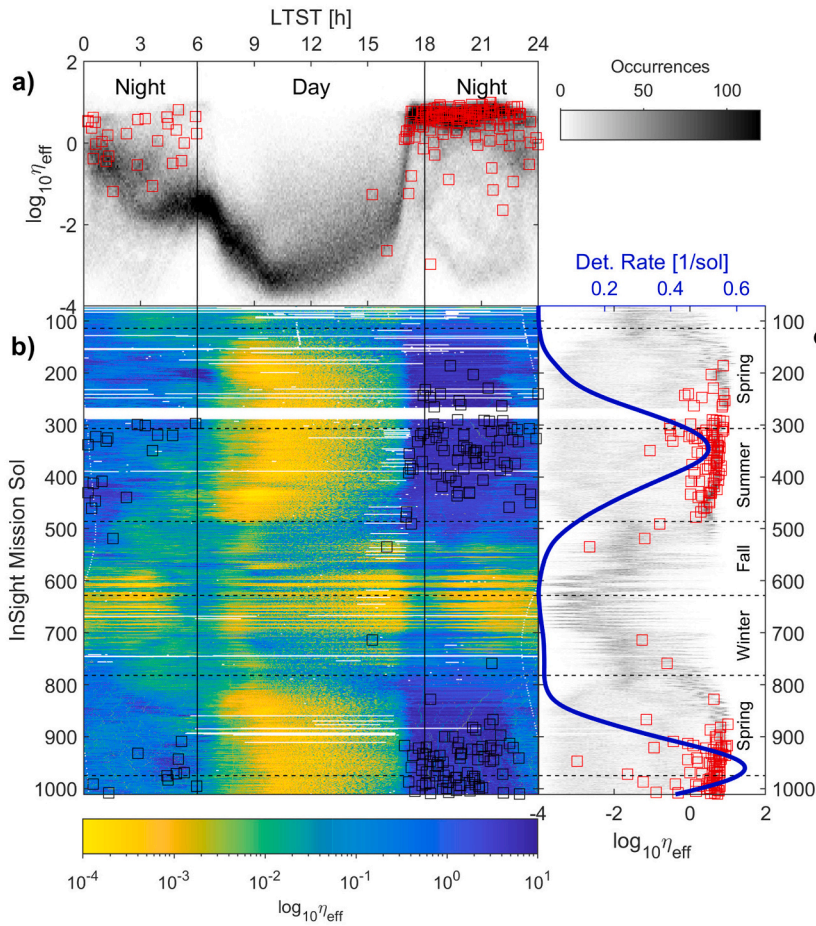 LTST [h]
0 3 6 9 12 15 18 21 24
a)
Night Day Night
2
0
-2
-4
log10ηeff
Occurrences
0 50 100
Det. Rate [1/sol]
0.2 0.4 0.6
b)
InSight Mission Sol
100
200
300
400
500
600
700
800
900
1000
100
200
300
400
500
600
700
800
900
1000
Spring
Summer
Fall
Winter
Spring
-4 -2 0 2
log10ηeff
10-4 10-3 10-2 10-1 100 101
log10ηeff